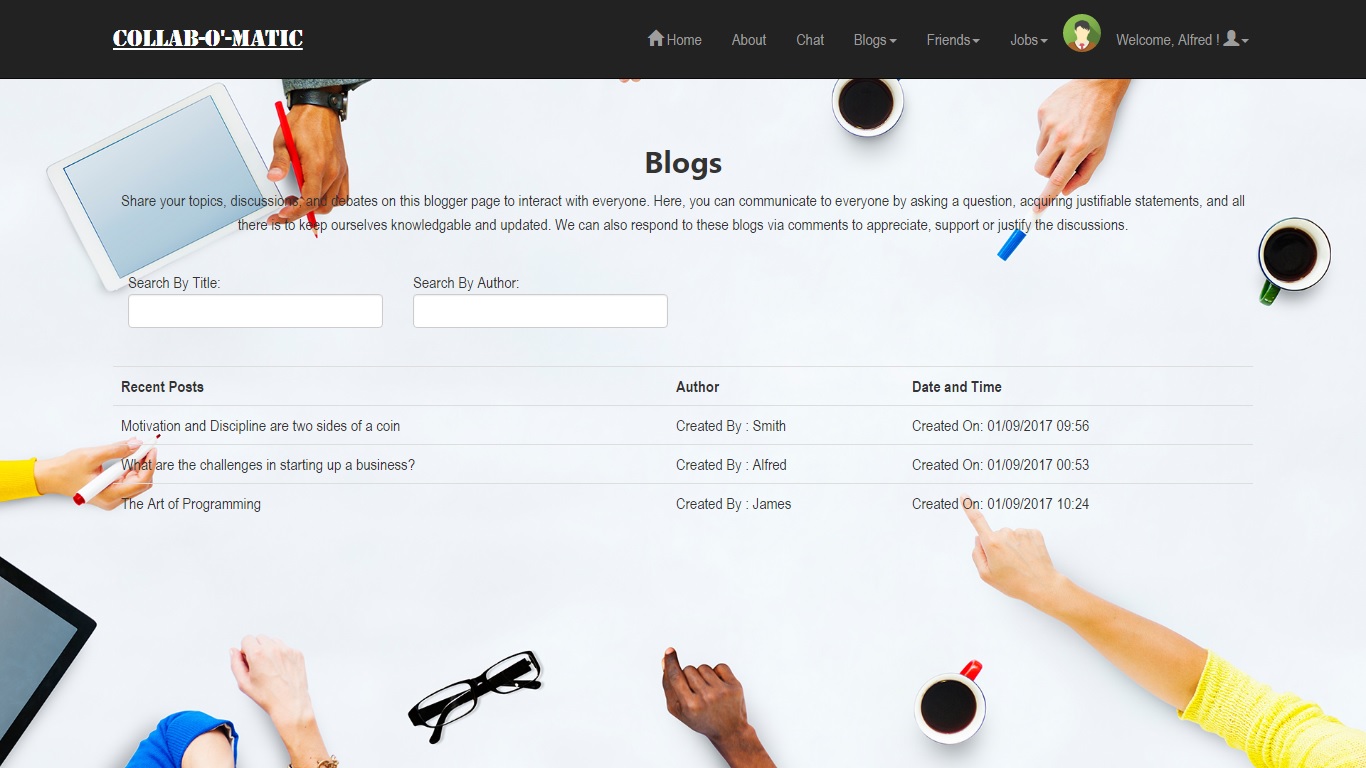 COLLAB-O'-MATIC Home About Chat Blogs Friends Jobs Welcome, Alfred !
Blogs
Share your topics, discussions, and debates on this blogger page to interact with everyone. Here, you can communicate to everyone by asking a question, acquiring justifiable statements, and all
there is to keep ourselves knowledgable and updated. We can also respond to these blogs via comments to appreciate, support or justify the discussions.
Search By Title: Search By Author:
Recent Posts Author Date and Time
Motivation and Discipline are two sides of a coin Created By : Smith Created On: 01/09/2017 09:56
What are the challenges in starting up a business? Created By : Alfred Created On: 01/09/2017 00:53
The Art of Programming Created By : James Created On: 01/09/2017 10:24